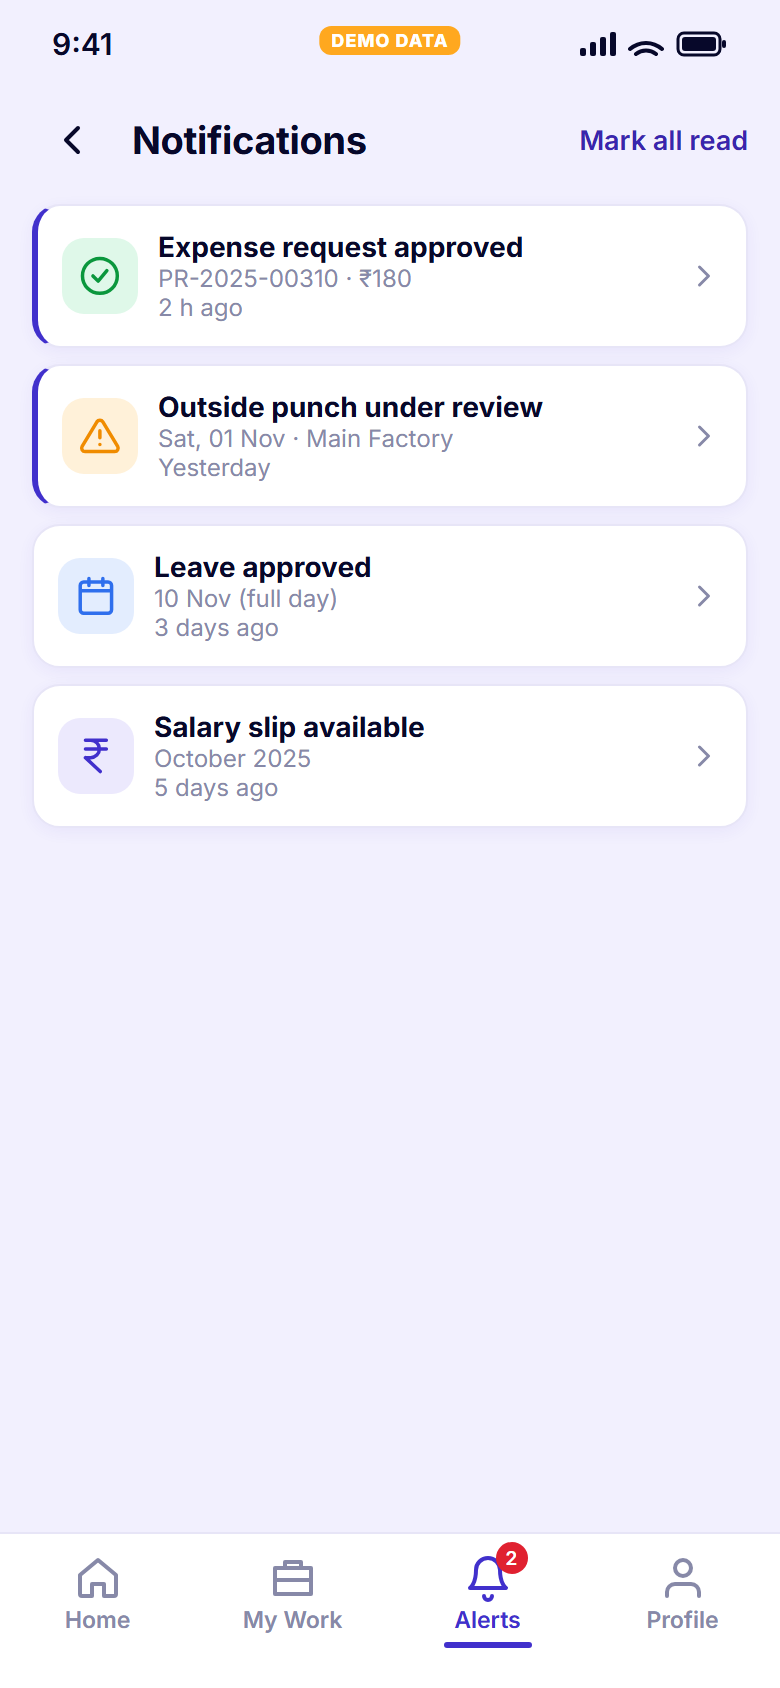 9:41
DEMO DATA
Notifications
Mark all read
Expense request approved
PR-2025-00310 · ₹180
2 h ago
Outside punch under review
Sat, 01 Nov · Main Factory
Yesterday
Leave approved
10 Nov (full day)
3 days ago
₹
Salary slip available
October 2025
5 days ago
2
Home
My Work
Alerts
Profile